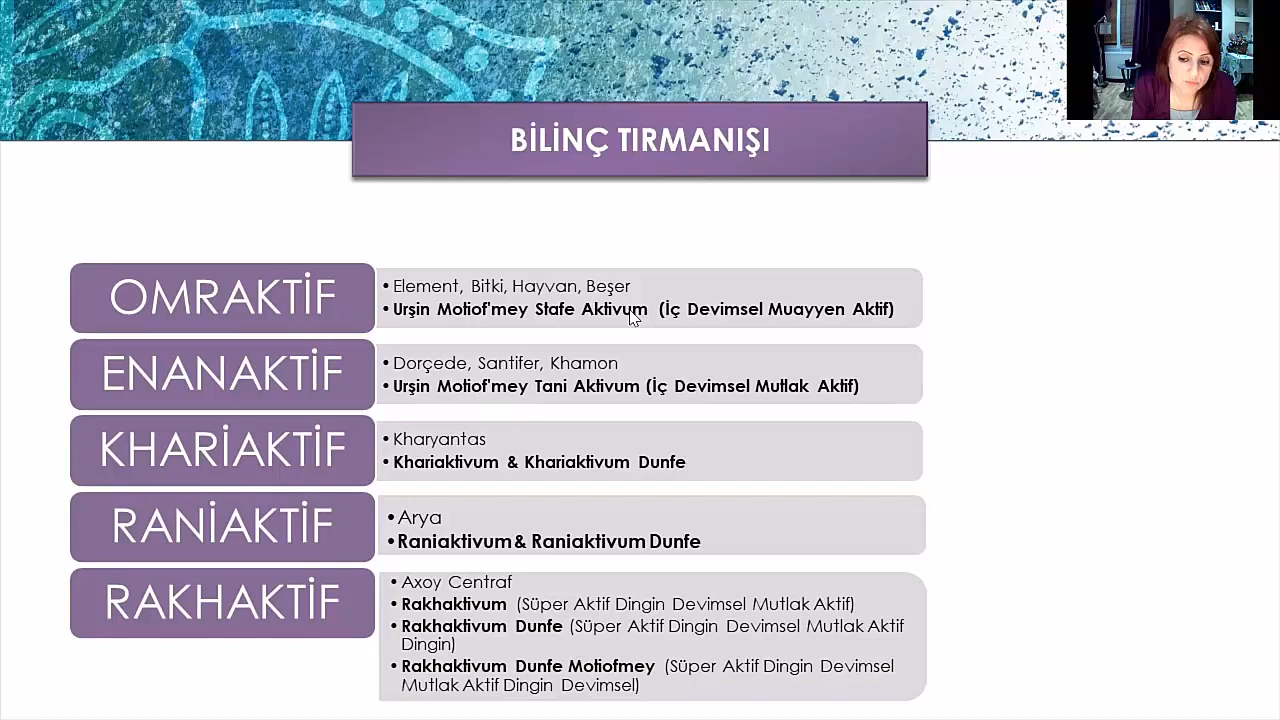 BİLİNÇ TIRMANIŞI
OMRAKTİF
• Element, Bitki, Hayvan, Beşer
• Urşin Motiof'mey Stafe Aktivum (İç Devimsel Muayyen Aktif)
ENANAKTİF
• Dorçede, Santifer, Khamon
• Urşin Motiof'mey Tani Aktivum (İç Devimsel Mutlak Aktif)
KHARİAKTİF
• Kharyantas
• Khariaktivum & Khariaktivum Dunfe
RANİAKTİF
• Arya
• Raniaktivum & Raniaktivum Dunfe
RAKHAKTİF
• Axoy Centraf
• Rakhaktivum (Süper Aktif Dingin Devimsel Mutlak Aktif)
• Rakhaktivum Dunfe (Süper Aktif Dingin Devimsel Mutlak Aktif
Dingin)
• Rakhaktivum Dunfe Motiofmey (Süper Aktif Dingin Devimsel
Mutlak Aktif Dingin Devimsel)